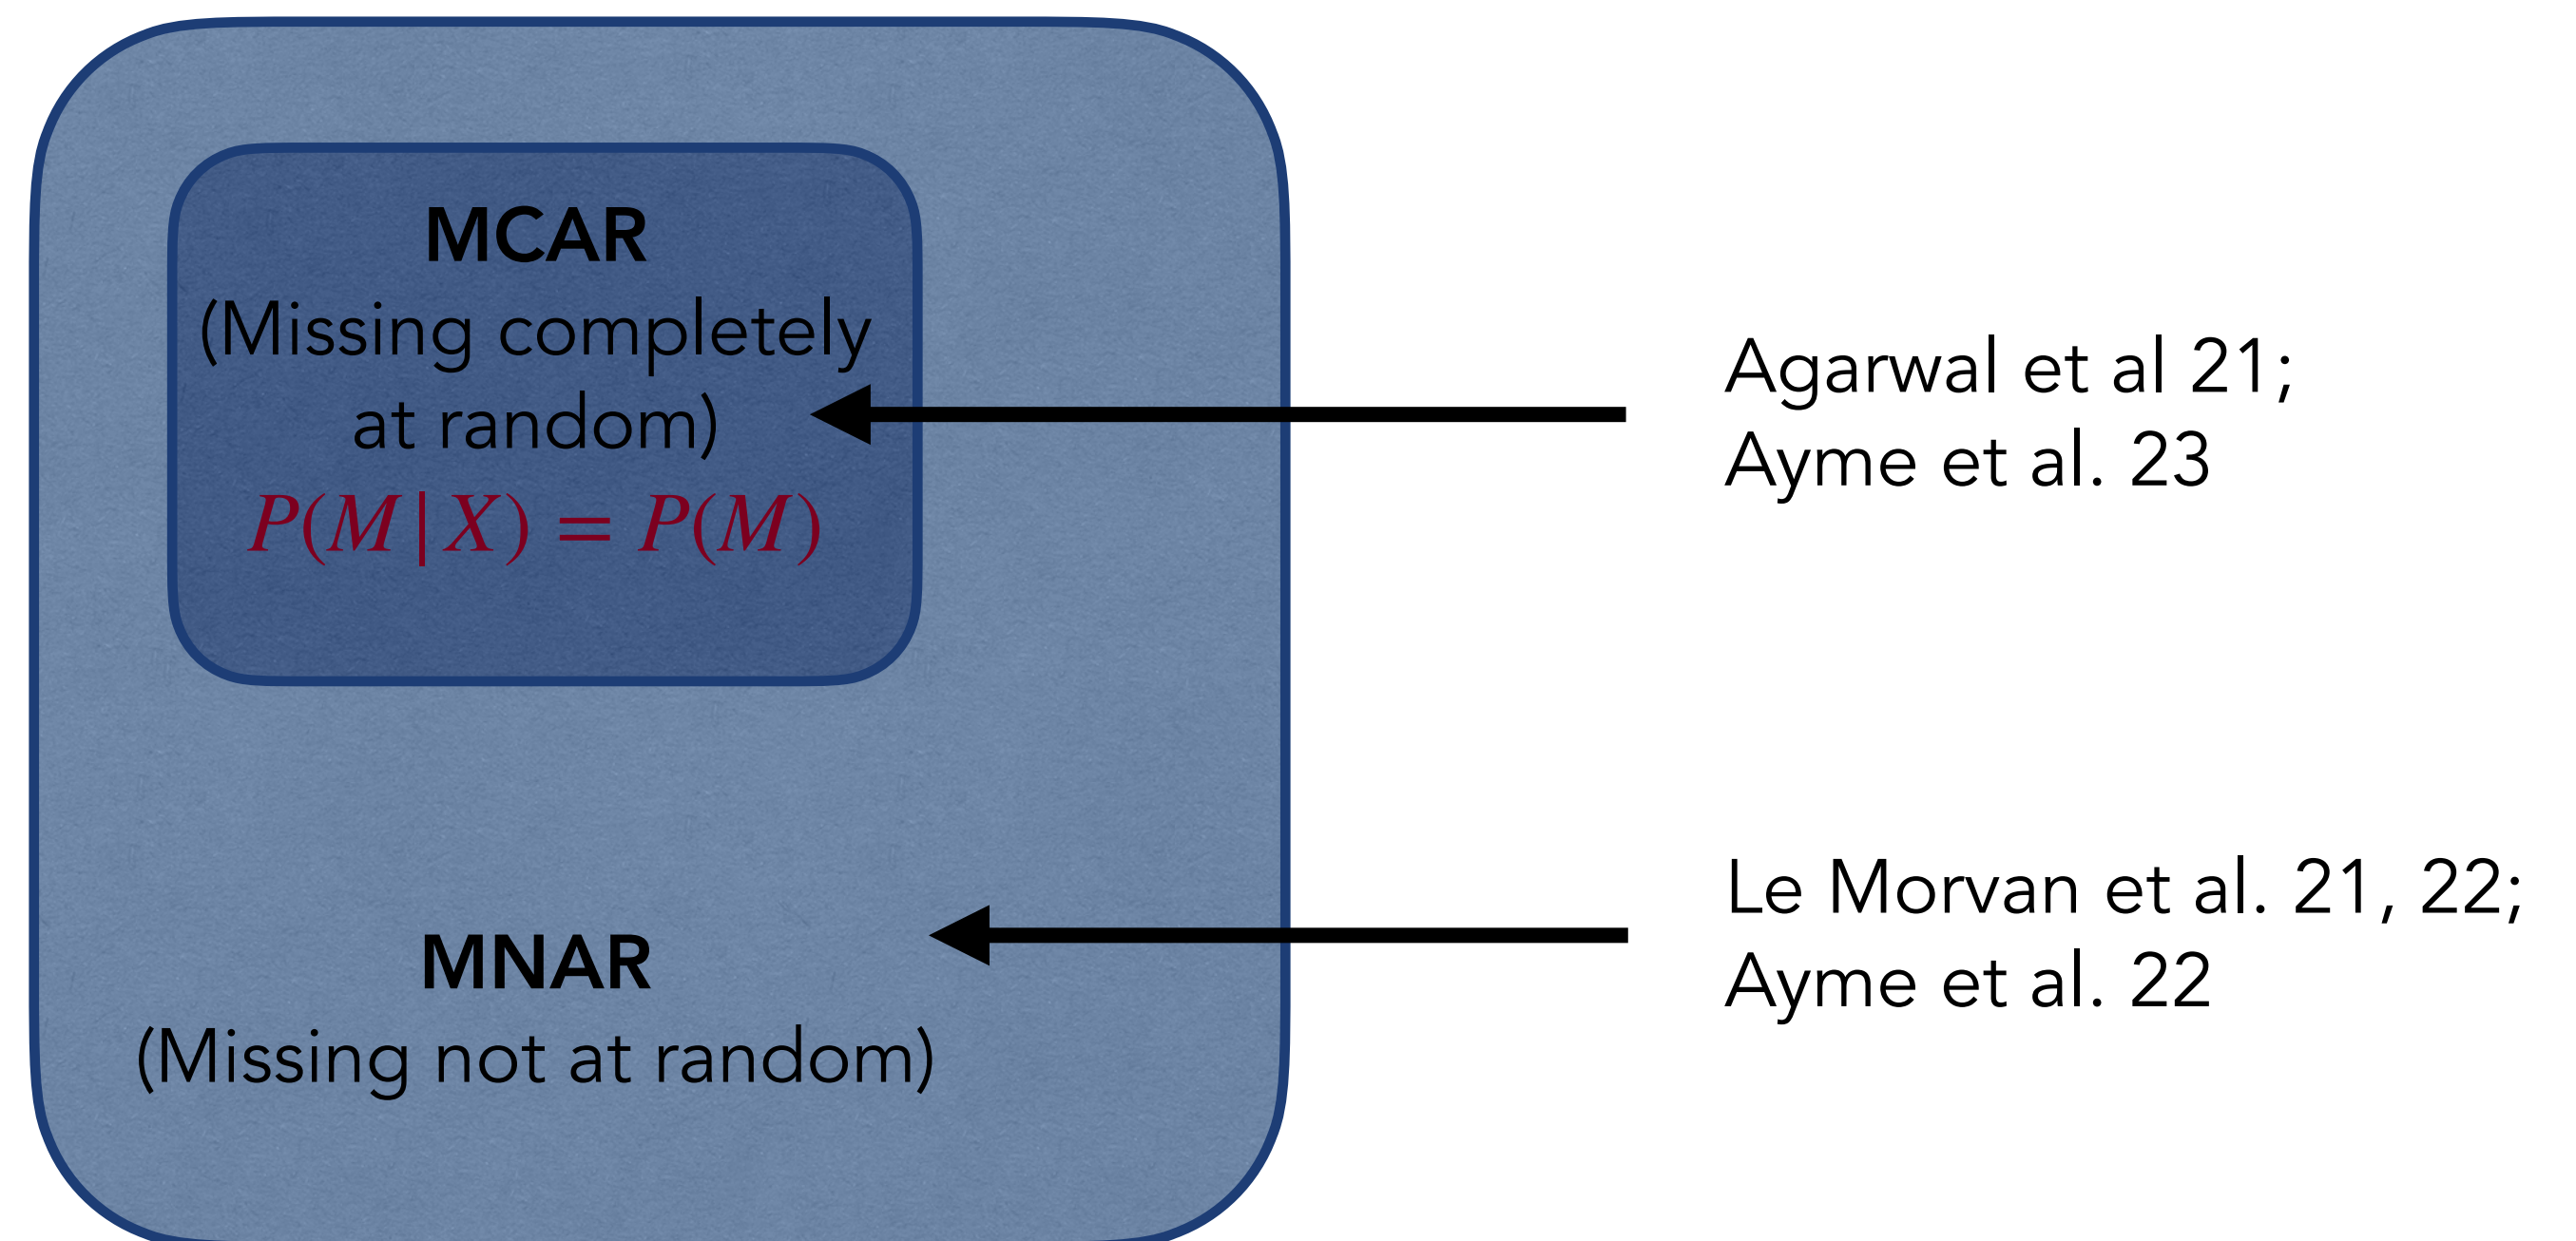 MCAR
(Missing completely
at random)
P(M|X) = P(M)
Agarwal et al 21;
Ayme et al. 23
MNAR
(Missing not at random)
Le Morvan et al. 21, 22;
Ayme et al. 22